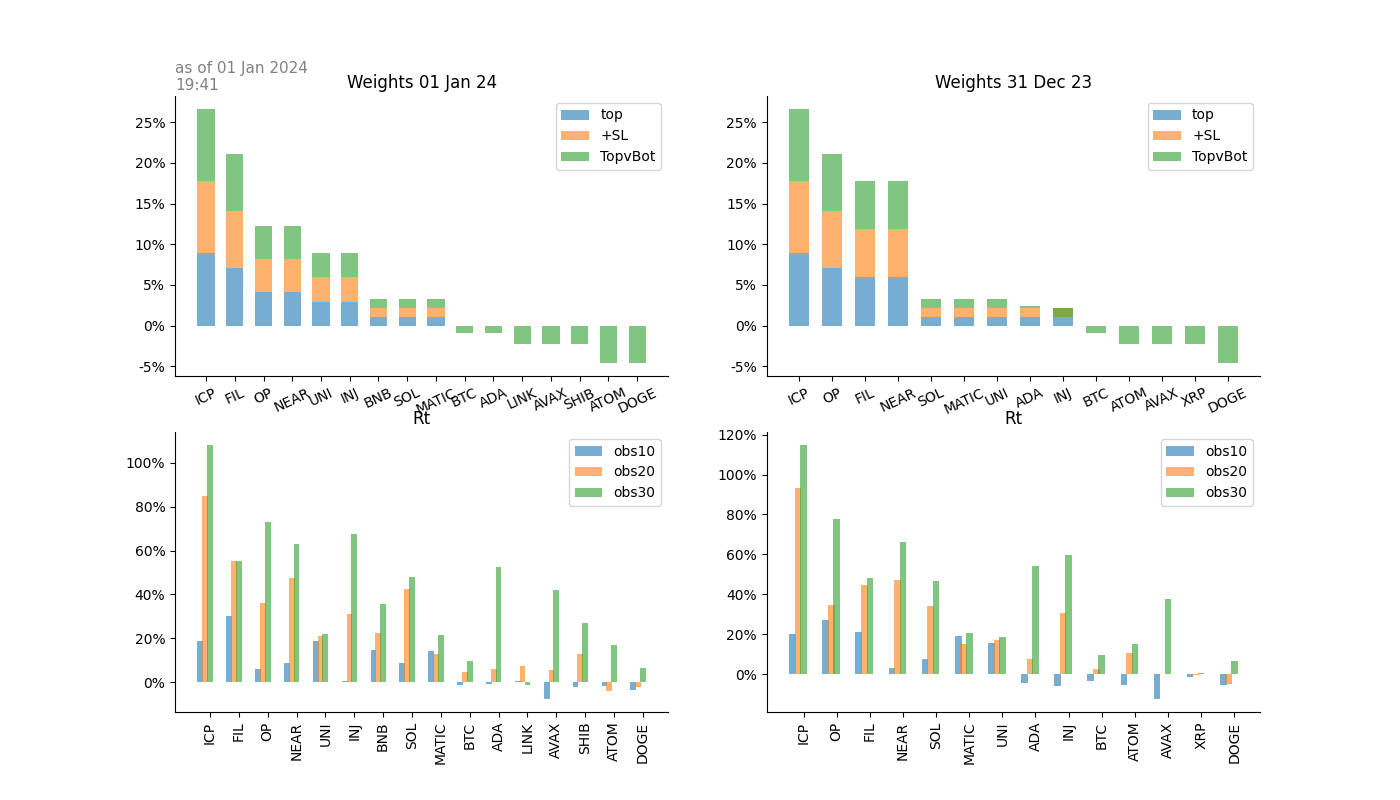 as of 01 Jan 2024
19:41
Weights 01 Jan 24
25%
20%
15%
10%
5%
0%
-5%
top
+SL
TopvBot
ICP FIL OP NEAR UNI INJ BNB SOL MATIC BTC ADA LINK AVAX SHIB ATOM DOGE
Weights 31 Dec 23
25%
20%
15%
10%
5%
0%
-5%
top
+SL
TopvBot
ICP OP FIL NEAR SOL MATIC UNI ADA INJ BTC ATOM AVAX XRP DOGE
Rt
100%
80%
60%
40%
20%
0%
obs10
obs20
obs30
ICP FIL OP NEAR UNI INJ BNB SOL MATIC BTC ADA LINK AVAX SHIB ATOM DOGE
Rt
120%
100%
80%
60%
40%
20%
0%
obs10
obs20
obs30
ICP OP FIL NEAR SOL MATIC UNI ADA INJ BTC ATOM AVAX XRP DOGE